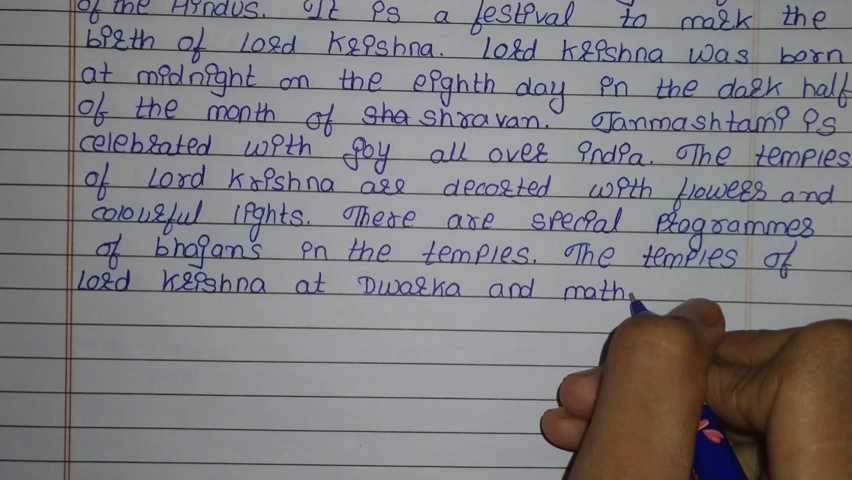 of the Hindus. It is a festival to mark the
birth of Lord Krishna. Lord Krishna was born
at midnight on the eighth day in the dark half
of the month of sha shravan. Janmashtami is
celebrated with joy all over india. The temples
of Lord Krishna are decorted with flowers and
colourful lights. There are special programmes
of bhajans in the temples. The temples of
Lord Krishna at Dwarka and math